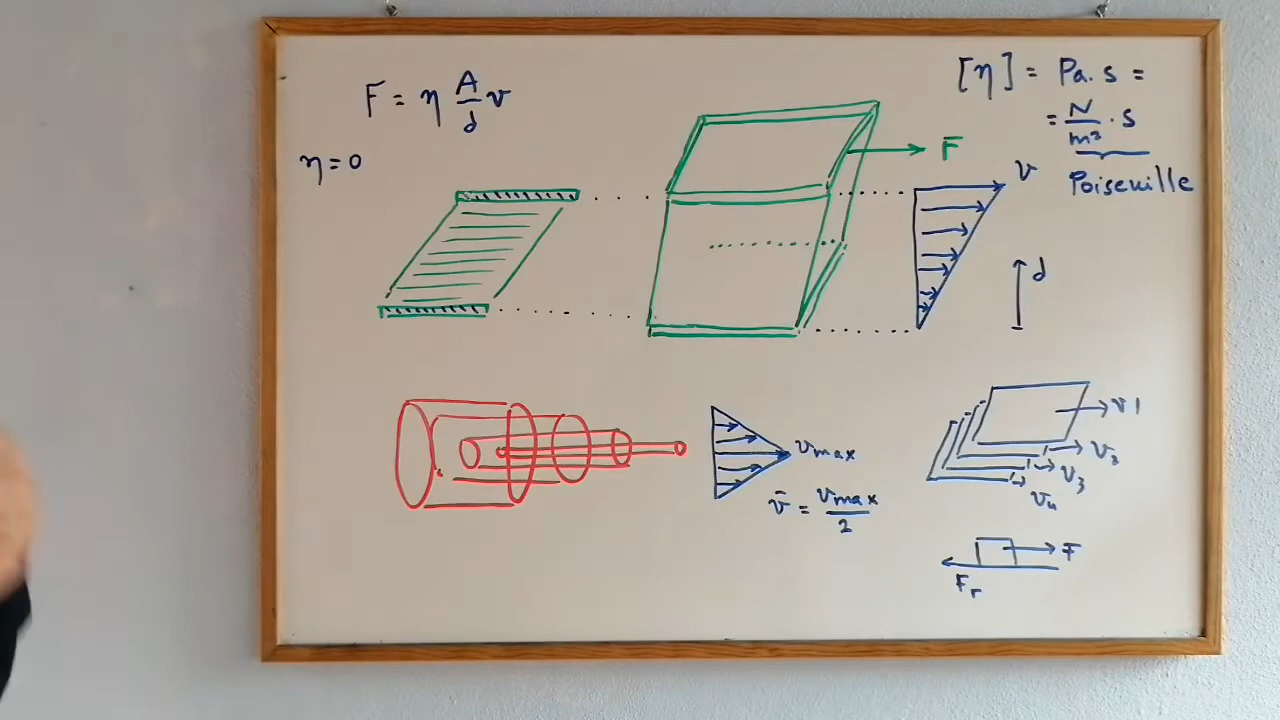 F = η A/d v
[η] = Pa.s =
= N/m² · s
Poiseuille
η = 0
F
v
d
vmax
v̄ = vmax/2
v1
v2
v3
v4
F
Fr